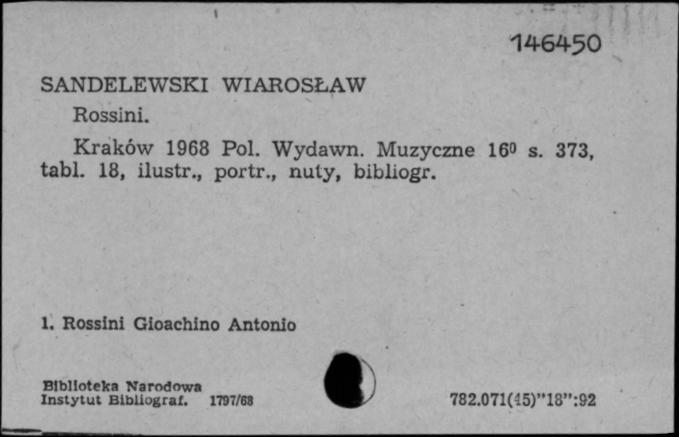 146450
SANDELEWSKI WIAROSŁAW
Rossini.
Kraków 1968 Pol. Wydawn. Muzyczne 16⁰ s. 373,
tabl. 18, ilustr., portr., nuty, bibliogr.
1. Rossini Gioachino Antonio
Biblioteka Narodowa
Instytut Bibliograf. 1797/68
782.071(45)”18”:92